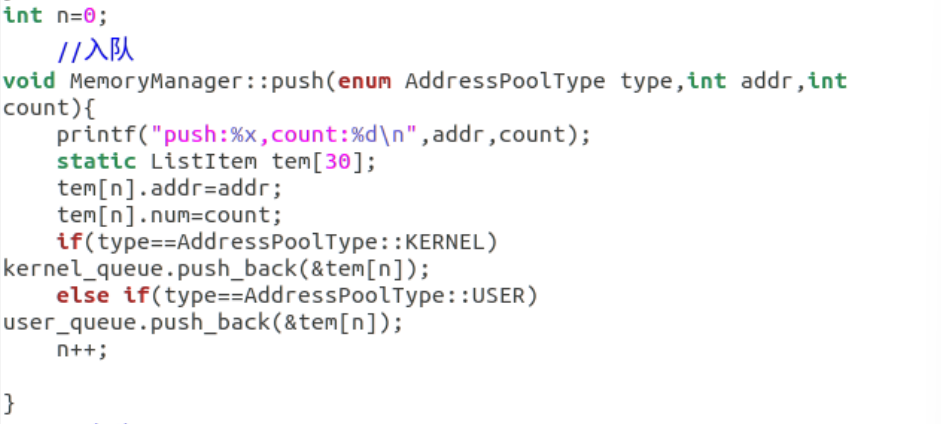 int n=0;
    //入队
void MemoryManager::push(enum AddressPoolType type,int addr,int
count){
    printf("push:%x,count:%d\n",addr,count);
    static ListItem tem[30];
    tem[n].addr=addr;
    tem[n].num=count;
    if(type==AddressPoolType::KERNEL)
kernel_queue.push_back(&tem[n]);
    else if(type==AddressPoolType::USER)
user_queue.push_back(&tem[n]);
    n++;
}